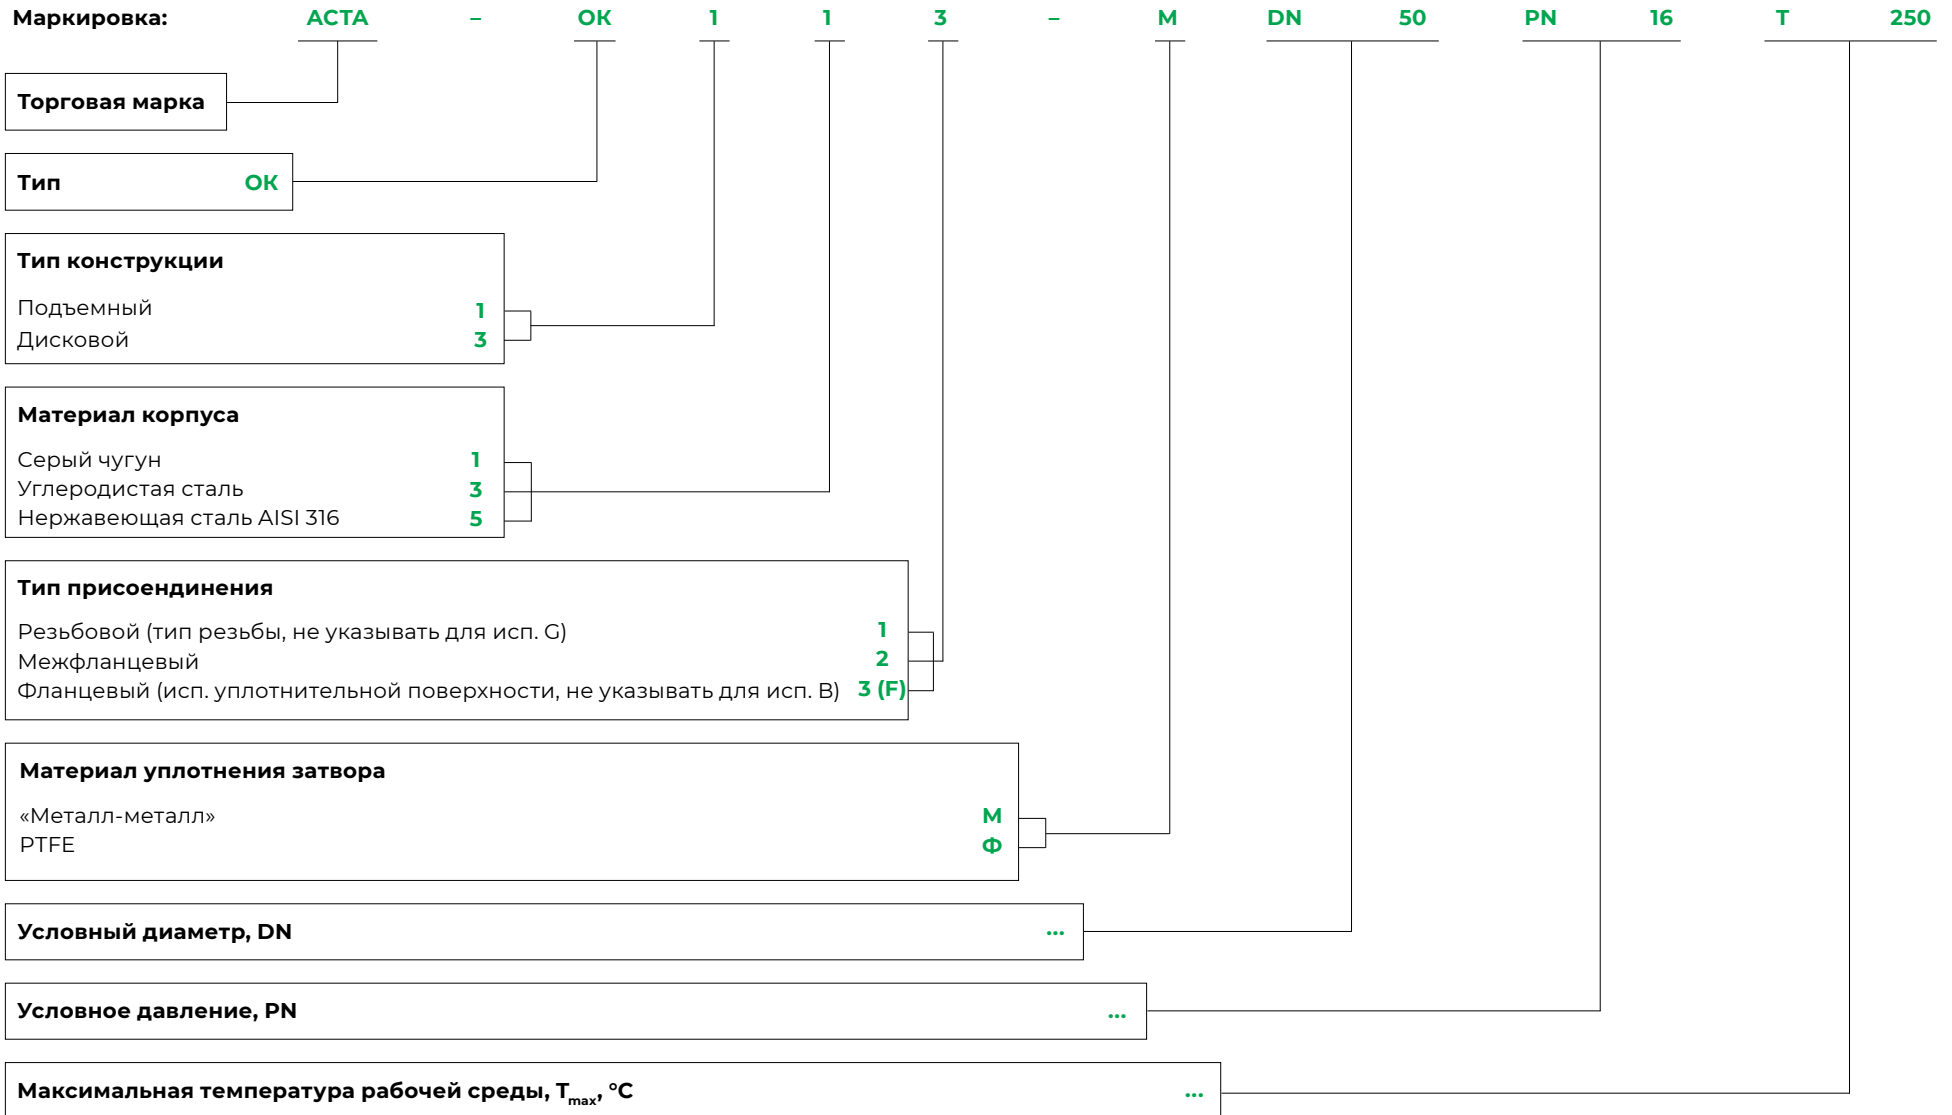 Маркировка: АСТА – ОК 1 1 3 – М DN 50 PN 16 Т 250
Торговая марка
Тип ОК
Тип конструкции
Подъемный 1
Дисковой 3
Материал корпуса
Серый чугун 1
Углеродистая сталь 3
Нержавеющая сталь AISI 316 5
Тип присоендинения
Резьбовой (тип резьбы, не указывать для исп. G) 1
Межфланцевый 2
Фланцевый (исп. уплотнительной поверхности, не указывать для исп. В) 3 (F)
Материал уплотнения затвора
«Металл-металл» М
PTFE Ф
Условный диаметр, DN ...
Условное давление, PN ...
Максимальная температура рабочей среды, Tmax, °С ...